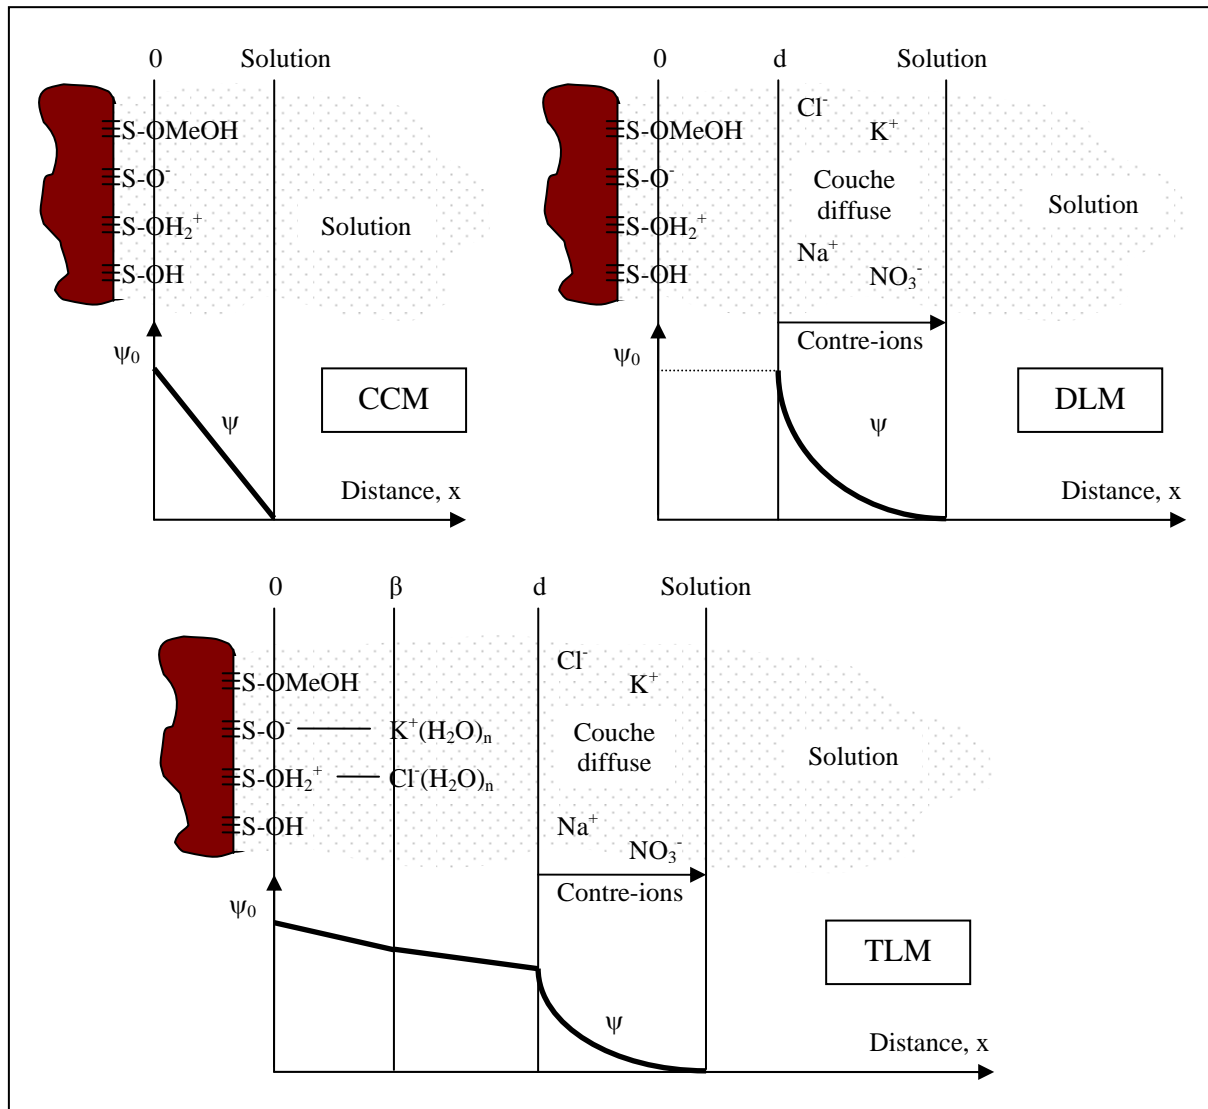 0 Solution
≡S-OMeOH
≡S-O⁻
≡S-OH₂⁺
≡S-OH
Solution
ψ₀
ψ
CCM
Distance, x
0 d Solution
≡S-OMeOH
≡S-O⁻
≡S-OH₂⁺
≡S-OH
Cl⁻
K⁺
Couche
diffuse
Na⁺
NO₃⁻
Solution
Contre-ions
ψ₀
ψ
DLM
Distance, x
0 β d Solution
≡S-OMeOH
≡S-O⁻ K⁺(H₂O)ₙ
≡S-OH₂⁺ Cl⁻(H₂O)ₙ
≡S-OH
Cl⁻
K⁺
Couche
diffuse
Na⁺
NO₃⁻
Solution
Contre-ions
ψ₀
ψ
TLM
Distance, x